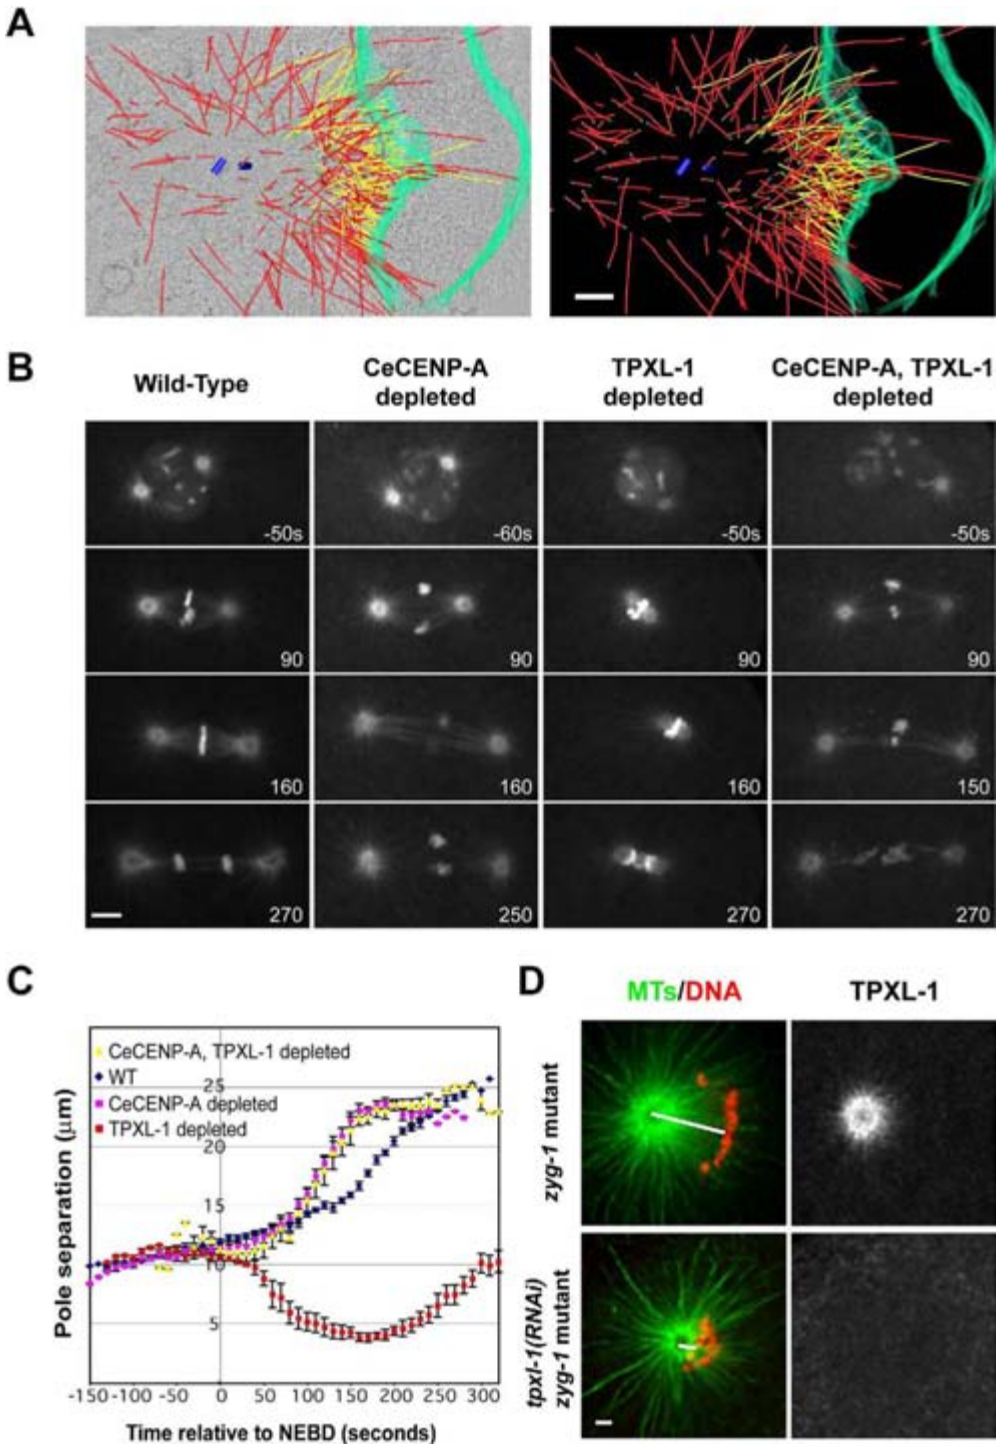 A
B
Wild-Type
CeCENP-A
depleted
TPXL-1
depleted
CeCENP-A, TPXL-1
depleted
-50s
-60s
-50s
-50s
90
90
90
90
160
160
160
150
270
250
270
270
C
Pole separation (μm)
CeCENP-A, TPXL-1 depleted
WT
CeCENP-A depleted
TPXL-1 depleted
25
20
15
10
5
-150 -100 -50 0 50 100 150 200 250 300
Time relative to NEBD (seconds)
D
MTs/DNA
TPXL-1
zyg-1 mutant
tpxl-1(RNAi)
zyg-1 mutant